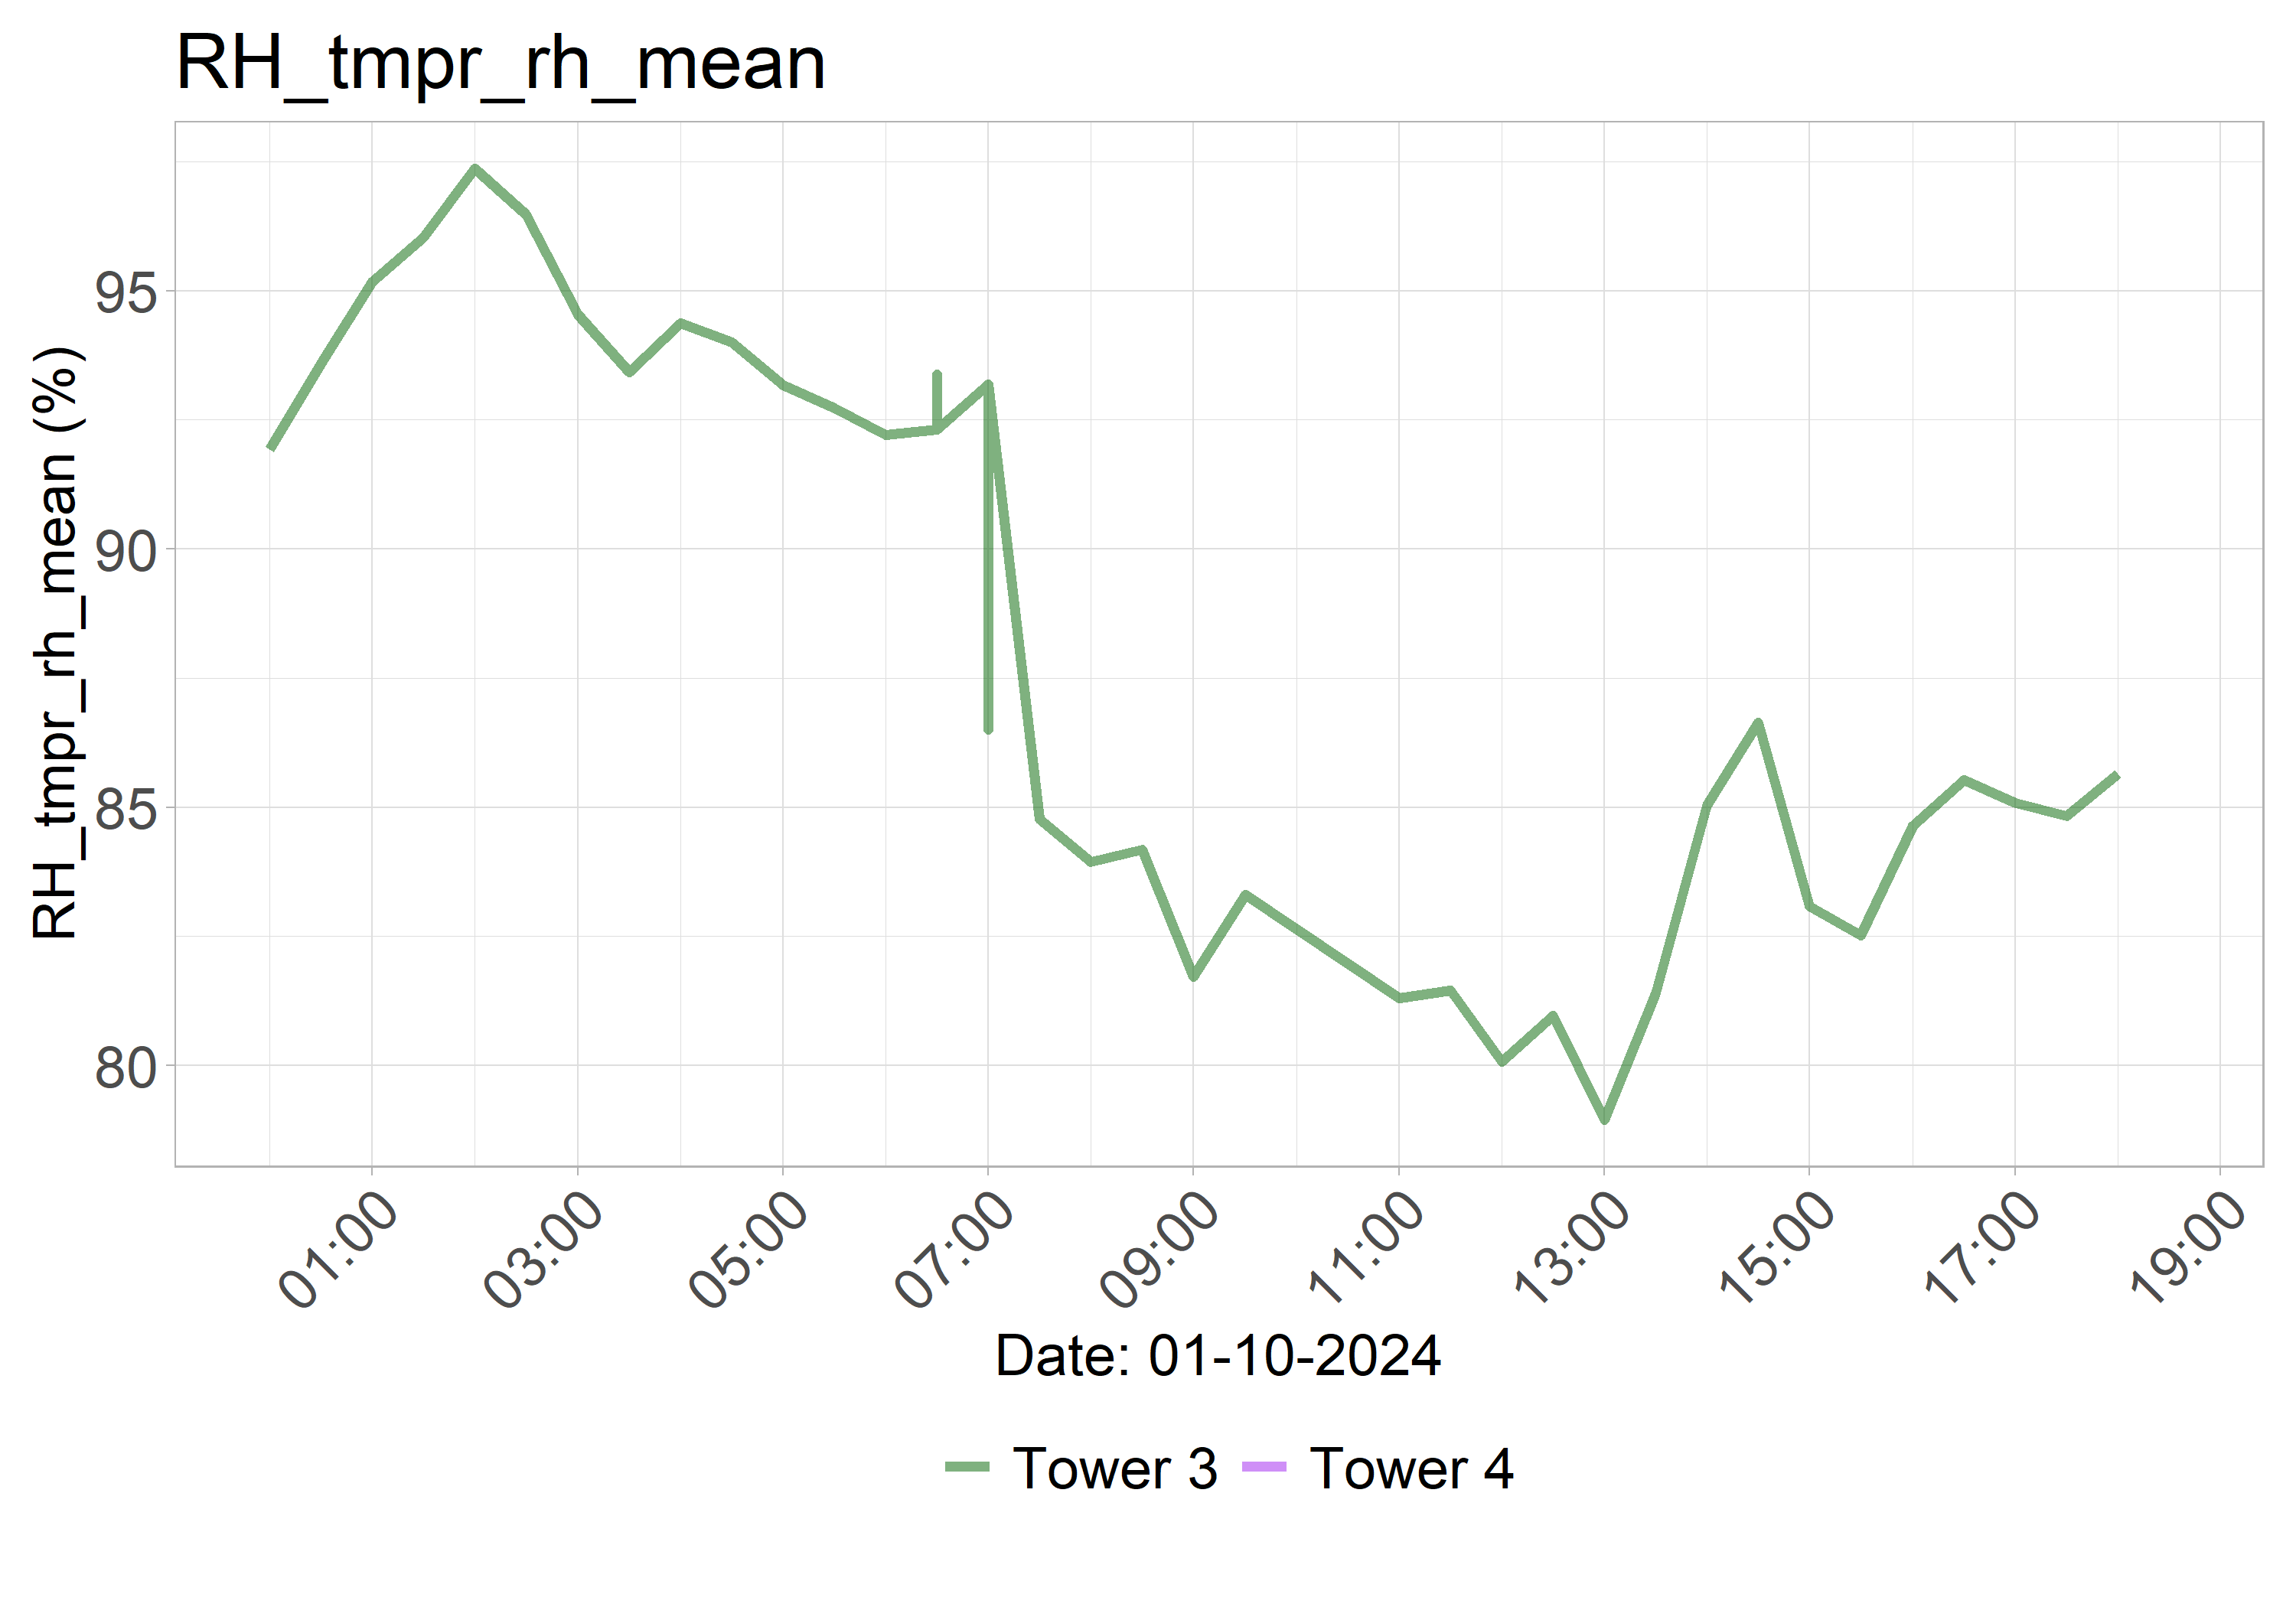 RH_tmpr_rh_mean
RH_tmpr_rh_mean (%)
95
90
85
80
01:00 03:00 05:00 07:00 09:00 11:00 13:00 15:00 17:00 19:00
Date: 01-10-2024
Tower 3 Tower 4